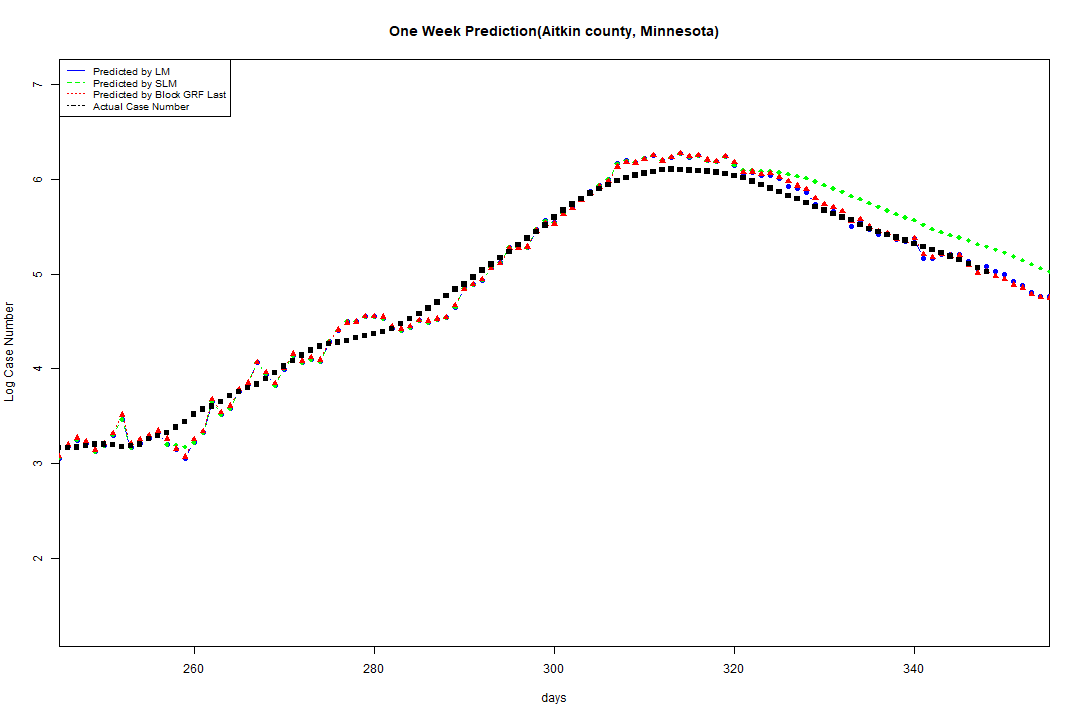 One Week Prediction(Aitkin county, Minnesota)
Predicted by LM
Predicted by SLM
Predicted by Block GRF Last
Actual Case Number
7
6
5
4
3
2
Log Case Number
260 280 300 320 340
days